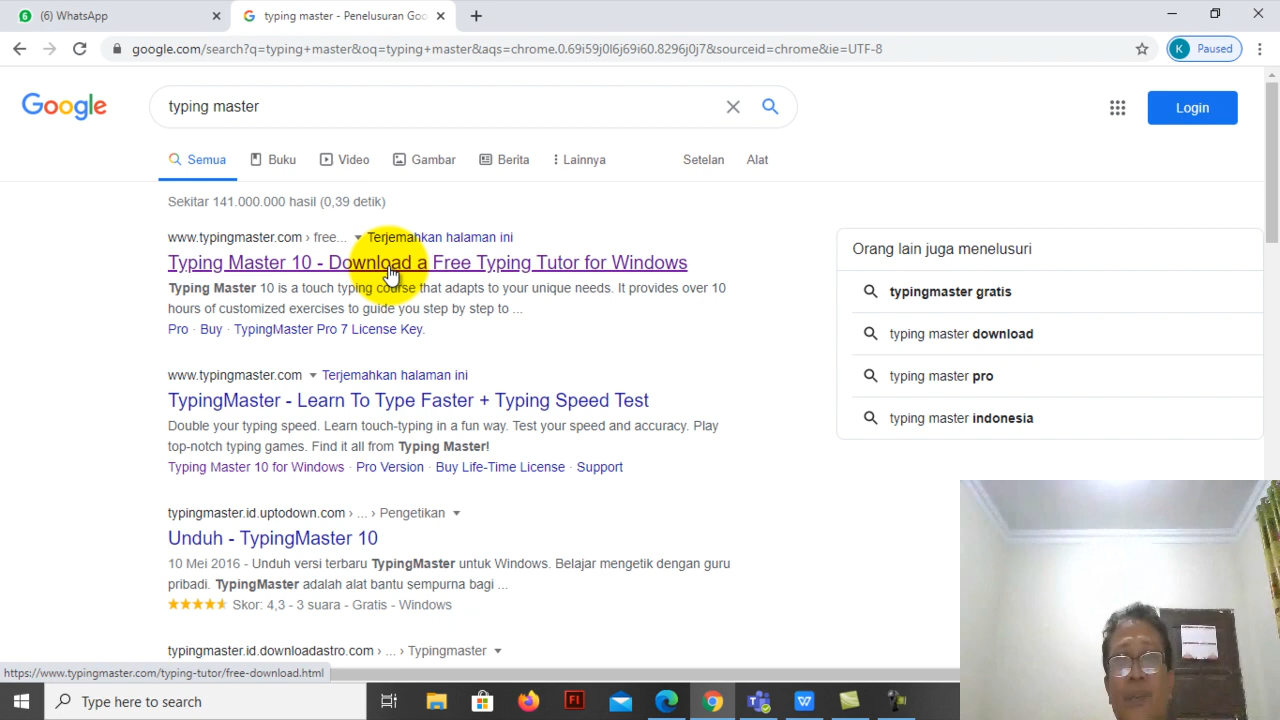 6 (6) WhatsApp
typing master - Penelusuran Goo
google.com/search?q=typing+master&oq=typing+master&aqs=chrome.0.69i59j0l6j69i60.8296j0j7&sourceid=chrome&ie=UTF-8
K Paused
Google
typing master
Login
Semua Buku Video Gambar Berita Lainnya Setelan Alat
Sekitar 141.000.000 hasil (0,39 detik)
www.typingmaster.com › free... Terjemahkan halaman ini
Typing Master 10 - Download a Free Typing Tutor for Windows
Typing Master 10 is a touch typing course that adapts to your unique needs. It provides over 10
hours of customized exercises to guide you step by step to ...
Pro · Buy · TypingMaster Pro 7 License Key.
www.typingmaster.com Terjemahkan halaman ini
TypingMaster - Learn To Type Faster + Typing Speed Test
Double your typing speed. Learn touch-typing in a fun way. Test your speed and accuracy. Play
top-notch typing games. Find it all from Typing Master!
Typing Master 10 for Windows · Pro Version · Buy Life-Time License · Support
typingmaster.id.uptodown.com › ... › Pengetikan
Unduh - TypingMaster 10
10 Mei 2016 - Unduh versi terbaru TypingMaster untuk Windows. Belajar mengetik dengan guru
pribadi. TypingMaster adalah alat bantu sempurna bagi ...
Skor: 4,3 - 3 suara - Gratis - Windows
typingmaster.id.downloadastro.com › ... › Typingmaster
Orang lain juga menelusuri
typingmaster gratis
typing master download
typing master pro
typing master indonesia
https://www.typingmaster.com/typing-tutor/free-download.html
Type here to search